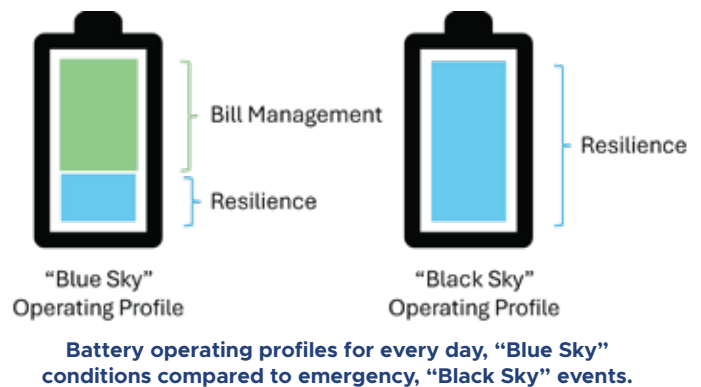 Bill Management
Resilience
“Blue Sky”
Operating Profile
Resilience
“Black Sky”
Operating Profile
Battery operating profiles for every day, “Blue Sky”
conditions compared to emergency, “Black Sky” events.